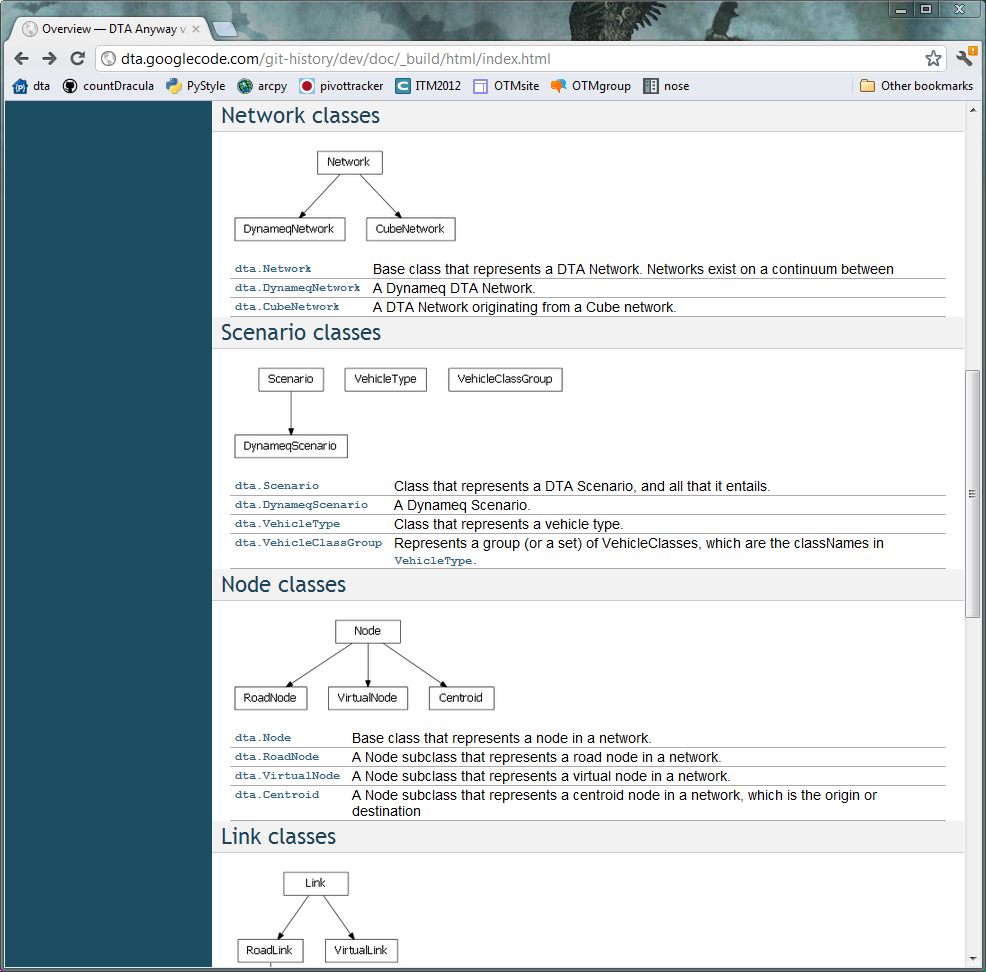 Overview — DTA Anyway v
dta.googlecode.com/git-history/dev/doc/_build/html/index.html
dta countDracula PyStyle arcpy pivottracker ITM2012 OTMsite OTMgroup nose Other bookmarks
Network classes
Network
DynameqNetwork CubeNetwork
dta.Network Base class that represents a DTA Network. Networks exist on a continuum between
dta.DynameqNetwork A Dynameq DTA Network.
dta.CubeNetwork A DTA Network originating from a Cube network.
Scenario classes
Scenario VehicleType VehicleClassGroup
DynameqScenario
dta.Scenario Class that represents a DTA Scenario, and all that it entails.
dta.DynameqScenario A Dynameq Scenario.
dta.VehicleType Class that represents a vehicle type.
dta.VehicleClassGroup Represents a group (or a set) of VehicleClasses, which are the classNames in
VehicleType.
Node classes
Node
RoadNode VirtualNode Centroid
dta.Node Base class that represents a node in a network.
dta.RoadNode A Node subclass that represents a road node in a network.
dta.VirtualNode A Node subclass that represents a virtual node in a network.
dta.Centroid A Node subclass that represents a centroid node in a network, which is the origin or
destination
Link classes
Link
RoadLink VirtualLink